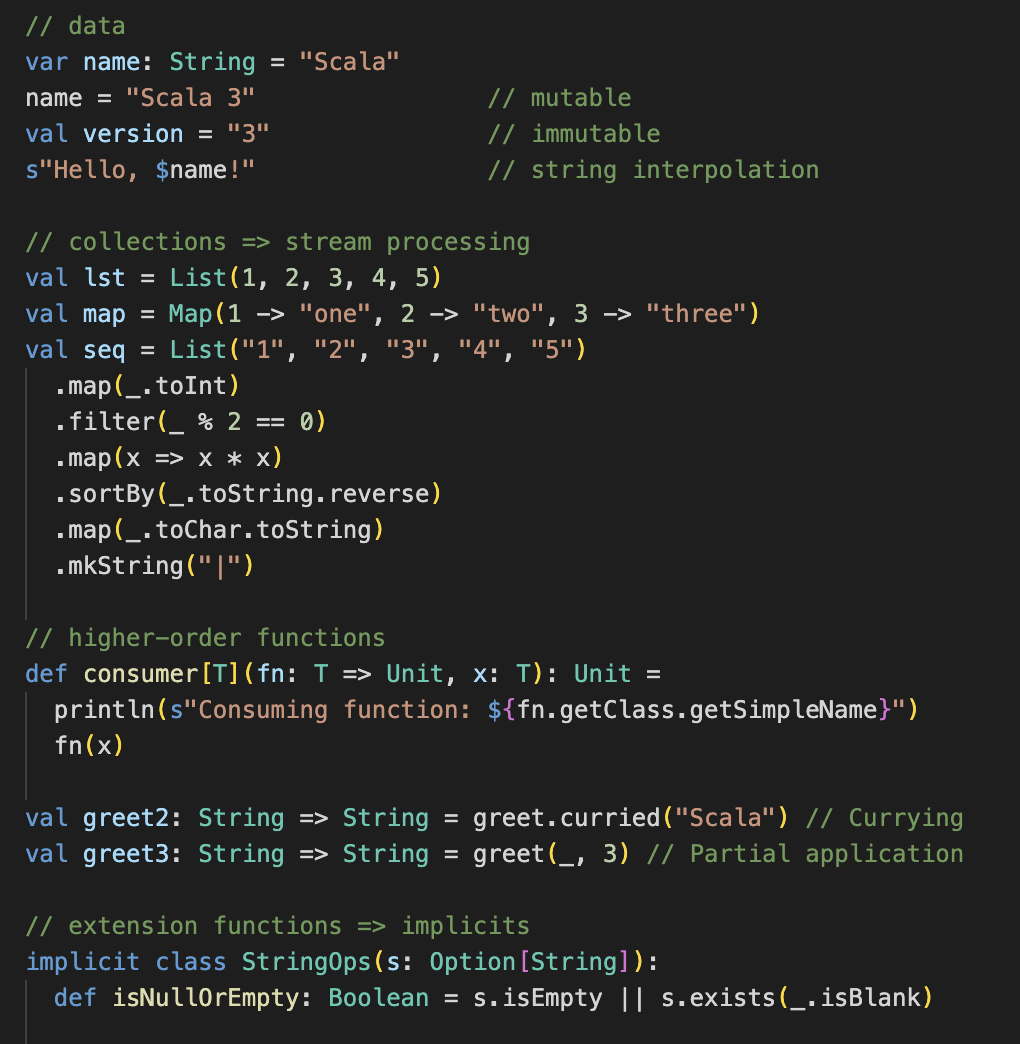 // data
var name: String = "Scala"
name = "Scala 3"                // mutable
val version = "3"               // immutable
s"Hello, $name!"                // string interpolation

// collections => stream processing
val lst = List(1, 2, 3, 4, 5)
val map = Map(1 -> "one", 2 -> "two", 3 -> "three")
val seq = List("1", "2", "3", "4", "5")
  .map(_.toInt)
  .filter(_ % 2 == 0)
  .map(x => x * x)
  .sortBy(_.toString.reverse)
  .map(_.toChar.toString)
  .mkString("|")

// higher-order functions
def consumer[T](fn: T => Unit, x: T): Unit =
  println(s"Consuming function: ${fn.getClass.getSimpleName}")
  fn(x)

val greet2: String => String = greet.curried("Scala") // Currying
val greet3: String => String = greet(_, 3) // Partial application

// extension functions => implicits
implicit class StringOps(s: Option[String]):
  def isNullOrEmpty: Boolean = s.isEmpty || s.exists(_.isBlank)